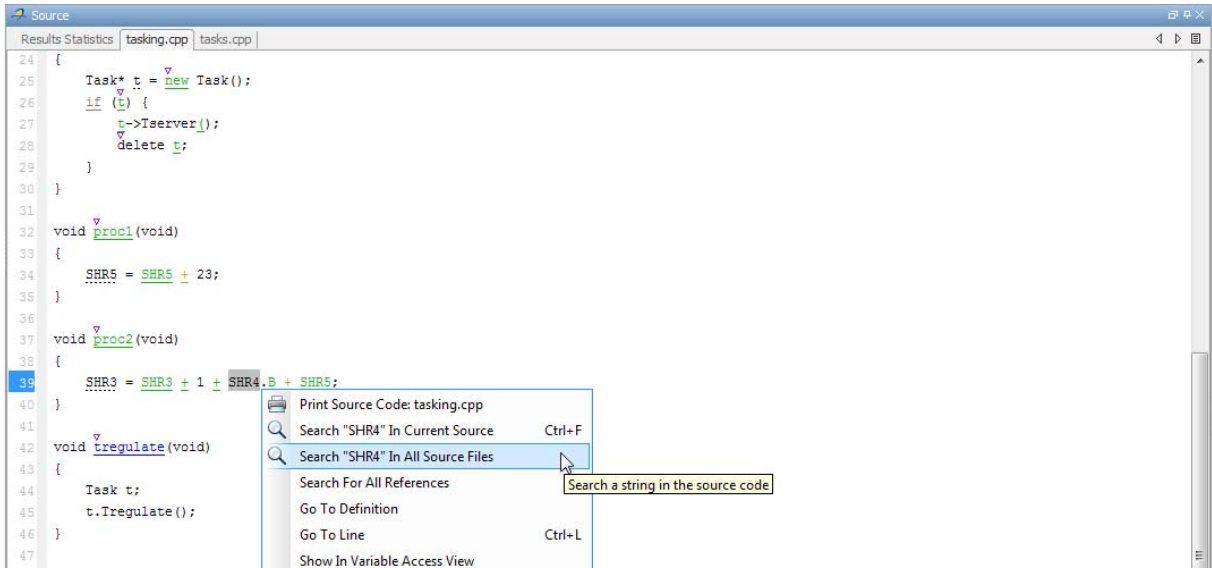 Source
Results Statistics tasking.cpp tasks.cpp
24 {
25 Task* t = new Task();
26 if (t) {
27 t->Tserver();
28 delete t;
29 }
30 }
31
32 void proc1(void)
33 {
34 SHR5 = SHR5 + 23;
35 }
36
37 void proc2(void)
38 {
39 SHR3 = SHR3 + 1 + SHR4.B + SHR5;
40 }
41
42 void tregulate(void)
43 {
44 Task t;
45 t.Tregulate();
46 }
47
Print Source Code: tasking.cpp
Search "SHR4" In Current Source Ctrl+F
Search "SHR4" In All Source Files
Search a string in the source code
Search For All References
Go To Definition
Go To Line Ctrl+L
Show In Variable Access View